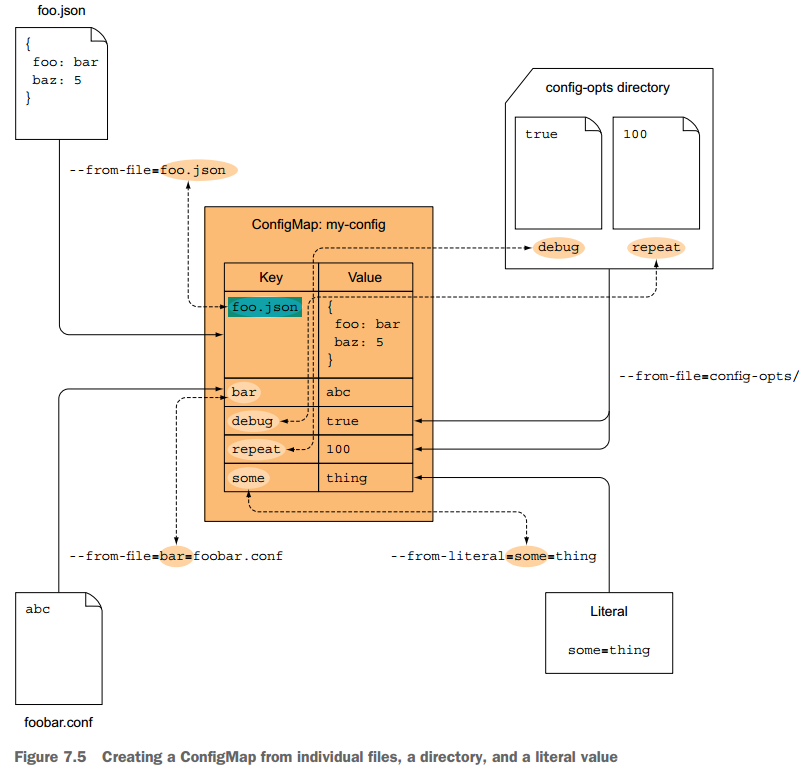 foo.json
{
foo: bar
baz: 5
}
--from-file=foo.json
config-opts directory
true
100
debug
repeat
ConfigMap: my-config
Key Value
foo.json
{
foo: bar
baz: 5
}
bar abc
debug true
repeat 100
some thing
--from-file=config-opts/
--from-file=bar=foobar.conf
--from-literal=some=thing
abc
foobar.conf
Literal
some=thing
Figure 7.5 Creating a ConfigMap from individual files, a directory, and a literal value